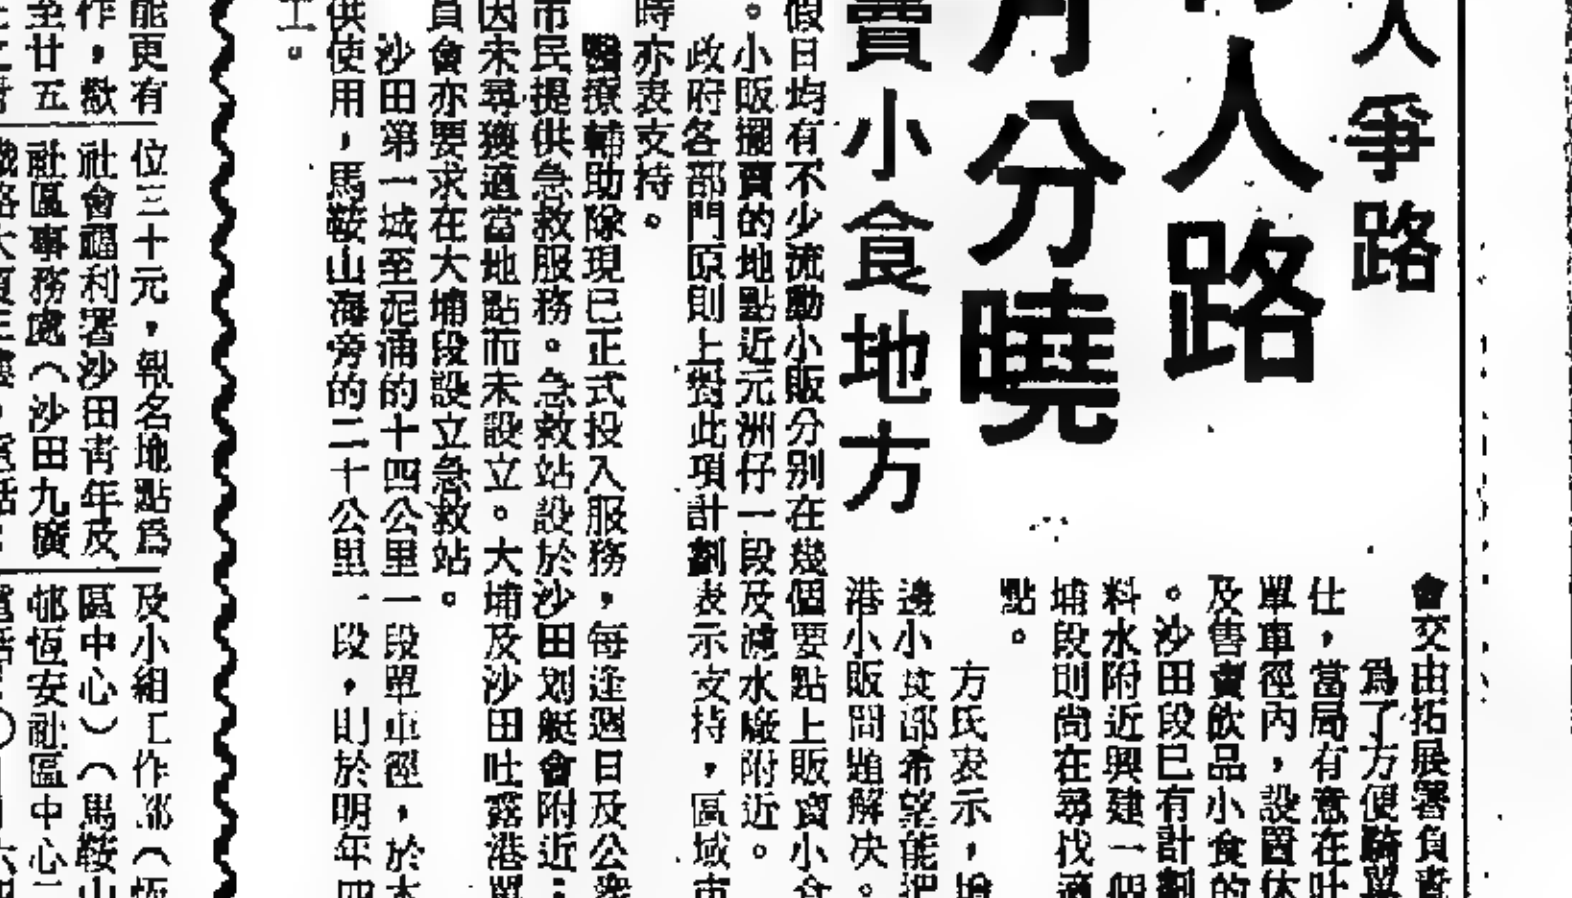 人爭路
人路
月分曉
賣小食地方
會交由拓展署負責
爲了方便騎單
仕，當局有意在吐
單車徑內，設置休
及售賣飲品小食的
。沙田段已有計劃
料水附近興建一個
埔段則尚在尋找適
點。
方氏表示，
邊小食部希望能把
港小販問題解决。
假日均有不少流動小販分别在幾個要點上販賣小食
。小販擺賣的地點近元洲仔一段及濾水廠附近。
政府各部門原則上對此項計劃表示支持，區域市
時亦表支持。
醫療輔助隊現已正式投入服務，每逢週日及公衆
市民提供急救服務。急救站設於沙田划艇會附近；
因未尋獲適當地點而未設立。大埔及沙田吐露港單
員會亦要求在大埔段設立急救站。
沙田第一城至泥涌的十四公里一段單車徑，於本
供使用，馬鞍山海旁的二十公里一段，則於明年四
工。
能更有
作，歡
至廿五
位三十元，報名地點爲
社會福利署沙田青年及
社區事務處（沙田九廣
及小組工作部（恆
區中心）（馬鞍山
邨恆安社區中心二